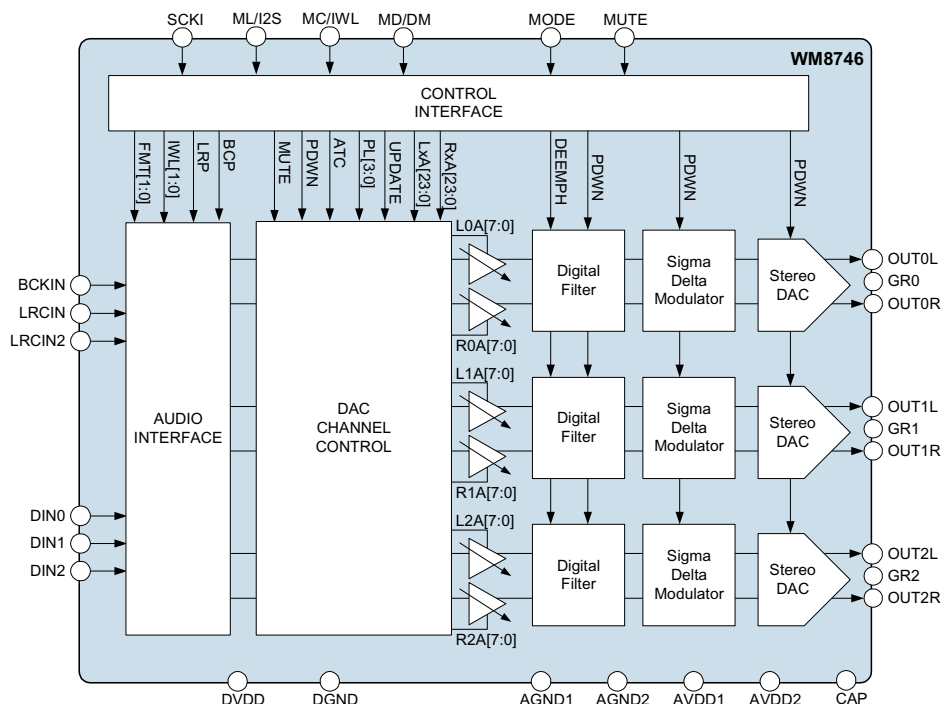 SCKI
ML/I2S
MC/IWL
MD/DM
MODE
MUTE
WM8746
CONTROL
INTERFACE
FMT[1:0]
IWL[1:0]
LRP
BCP
MUTE
PDWN
ATC
PL[3:0]
UPDATE
LxA[23:0]
RxA[23:0]
DEEMPH
PDWN
PDWN
PDWN
BCKIN
LRCIN
LRCIN2
DIN0
DIN1
DIN2
AUDIO
INTERFACE
DAC
CHANNEL
CONTROL
L0A[7:0]
R0A[7:0]
L1A[7:0]
R1A[7:0]
L2A[7:0]
R2A[7:0]
Digital
Filter
Sigma
Delta
Modulator
Stereo
DAC
OUT0L
GR0
OUT0R
Digital
Filter
Sigma
Delta
Modulator
Stereo
DAC
OUT1L
GR1
OUT1R
Digital
Filter
Sigma
Delta
Modulator
Stereo
DAC
OUT2L
GR2
OUT2R
DVDD
DGND
AGND1
AGND2
AVDD1
AVDD2
CAP